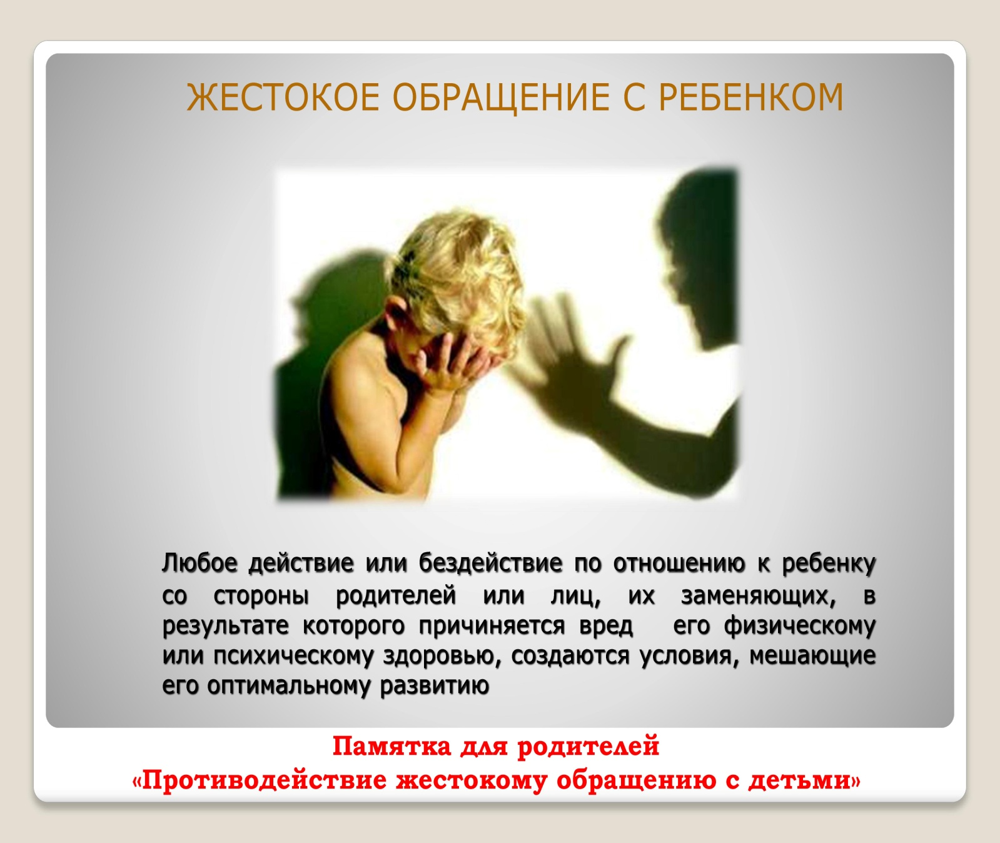 ЖЕСТОКОЕ ОБРАЩЕНИЕ С РЕБЕНКОМ
Любое действие или бездействие по отношению к ребенку
со стороны родителей или лиц, их заменяющих, в
результате которого причиняется вред его физическому
или психическому здоровью, создаются условия, мешающие
его оптимальному развитию
Памятка для родителей
«Противодействие жестокому обращению с детьми»